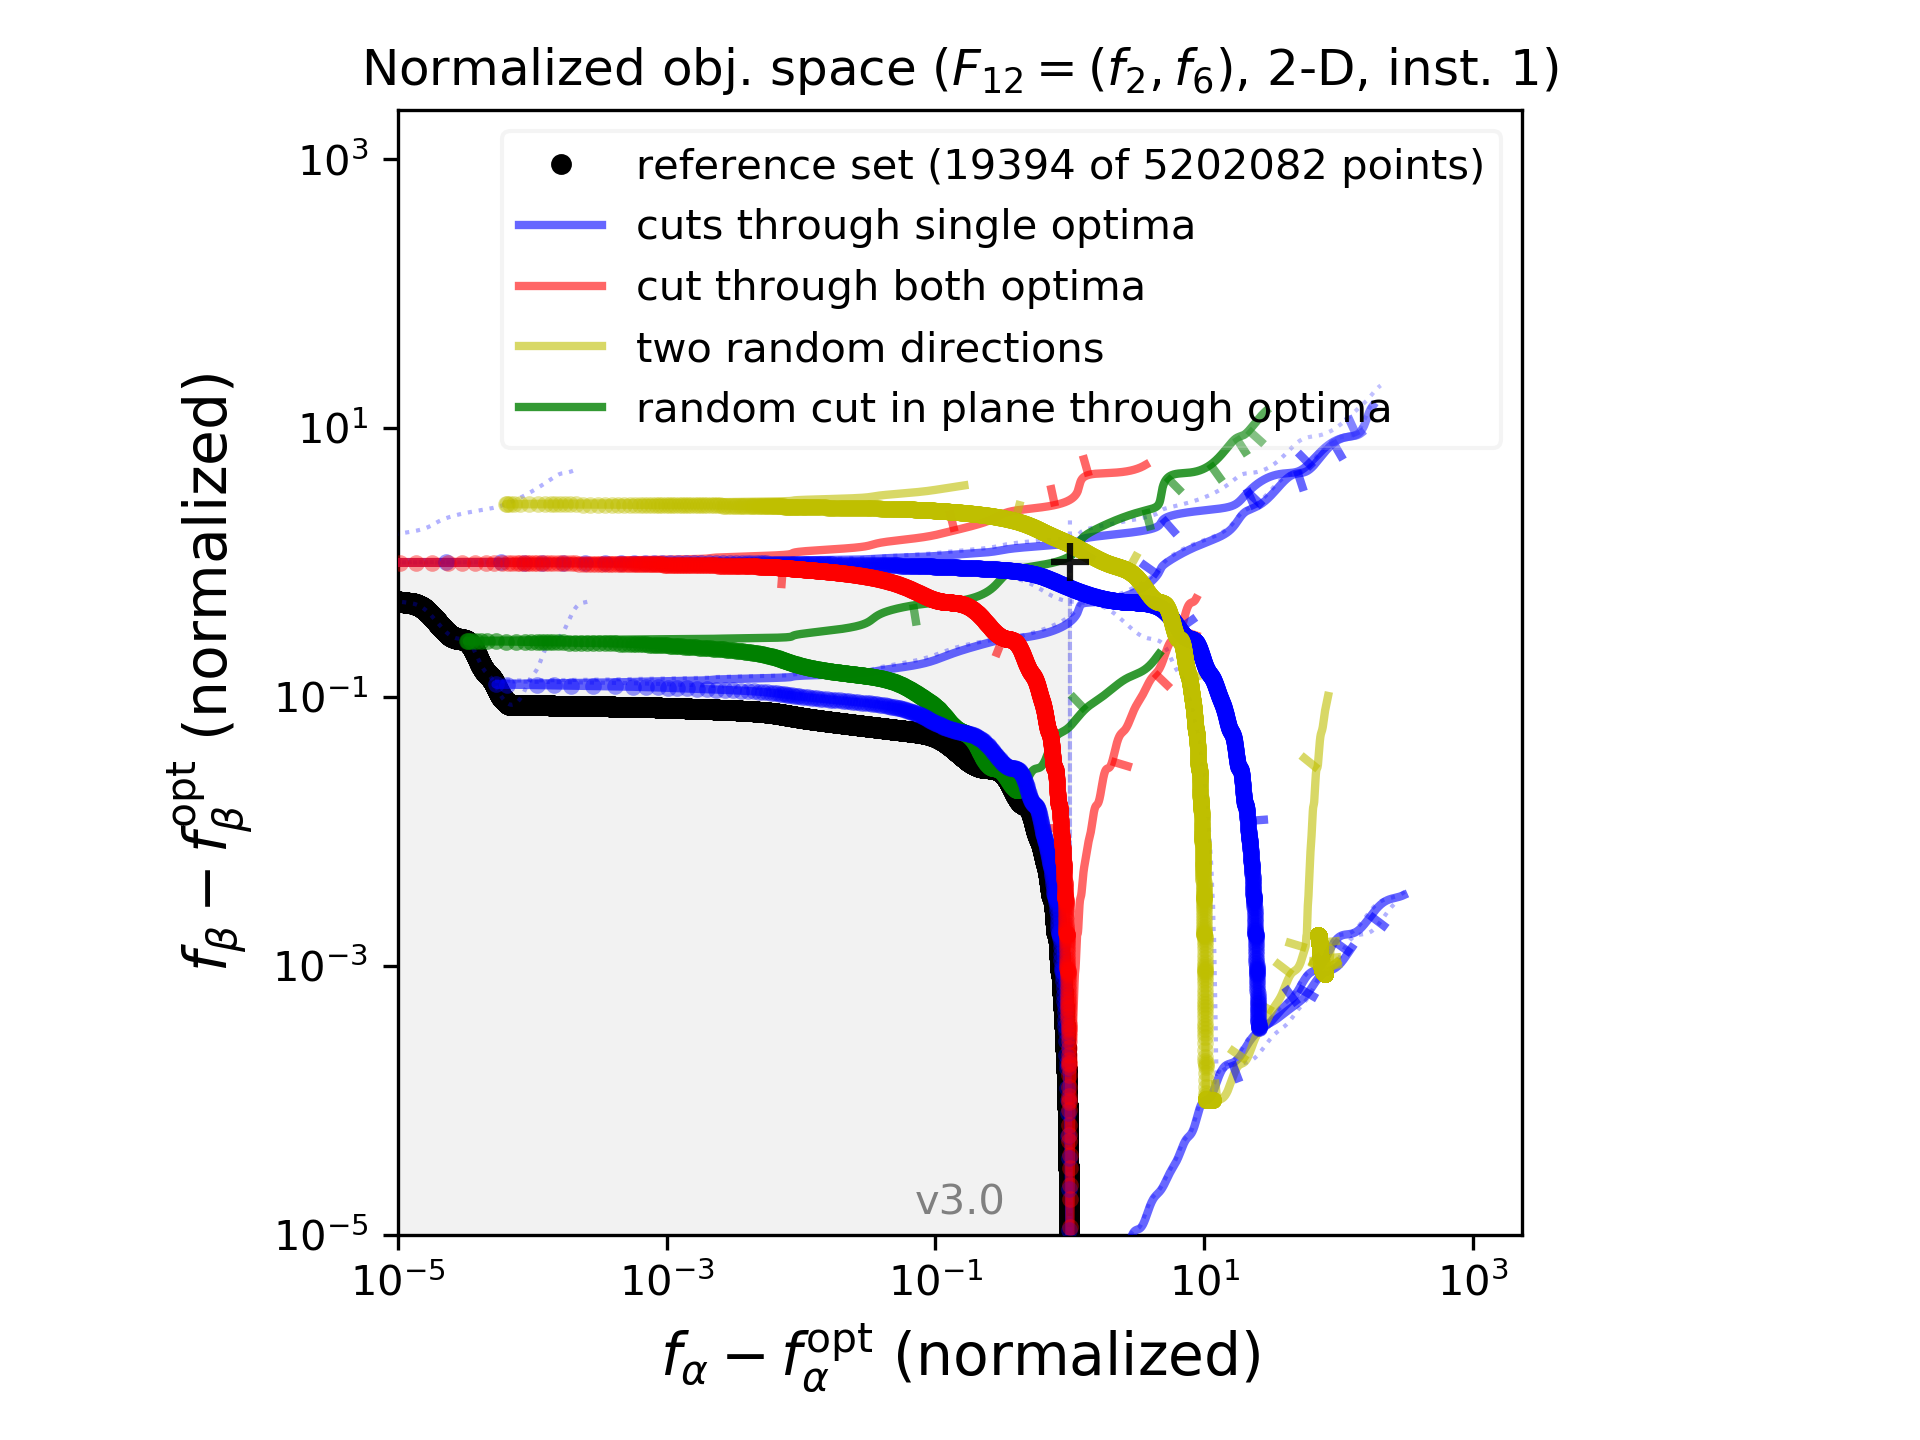 Normalized obj. space (F₁₂ = (f₂, f₆), 2-D, inst. 1)
reference set (19394 of 5202082 points)
cuts through single optima
cut through both optima
two random directions
random cut in plane through optima
10³
10¹
10⁻¹
10⁻³
10⁻⁵
f_β − f_β^opt (normalized)
v3.0
10⁻⁵ 10⁻³ 10⁻¹ 10¹ 10³
f_α − f_α^opt (normalized)